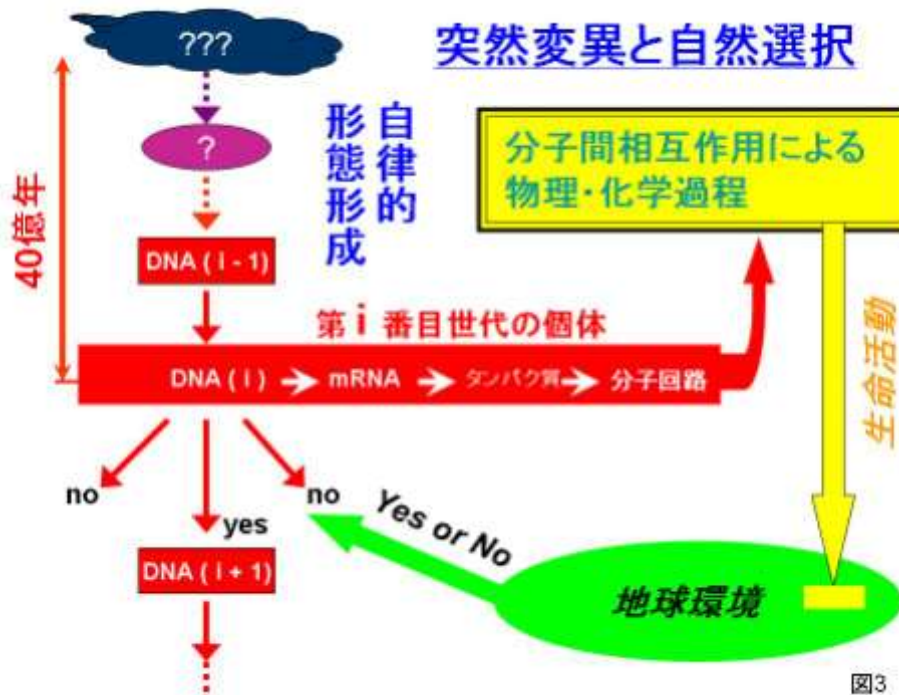 ???
突然変異と自然選択
?
自律的
形態形成
分子間相互作用による
物理・化学過程
40億年
DNA ( i - 1)
第 i 番目世代の個体
DNA ( i ) mRNA タンパク質 分子回路
生命活動
no
yes
no
Yes or No
DNA ( i + 1)
地球環境
図3